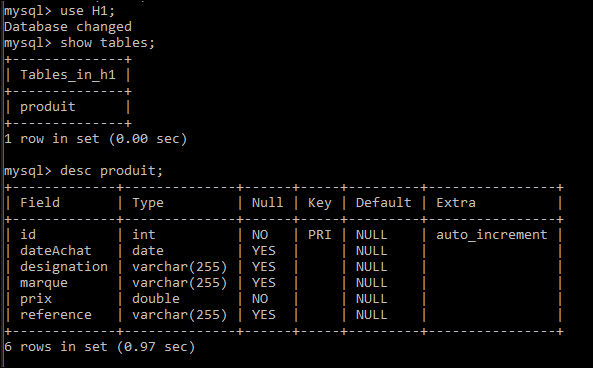 mysql> use H1;
Database changed
mysql> show tables;
+--------------+
| Tables_in_h1 |
+--------------+
| produit      |
+--------------+
1 row in set (0.00 sec)

mysql> desc produit;
+-------------+--------------+------+-----+---------+----------------+
| Field       | Type         | Null | Key | Default | Extra          |
+-------------+--------------+------+-----+---------+----------------+
| id          | int          | NO   | PRI | NULL    | auto_increment |
| dateAchat   | date         | YES  |     | NULL    |                |
| designation | varchar(255) | YES  |     | NULL    |                |
| marque      | varchar(255) | YES  |     | NULL    |                |
| prix        | double       | NO   |     | NULL    |                |
| reference   | varchar(255) | YES  |     | NULL    |                |
+-------------+--------------+------+-----+---------+----------------+
6 rows in set (0.97 sec)